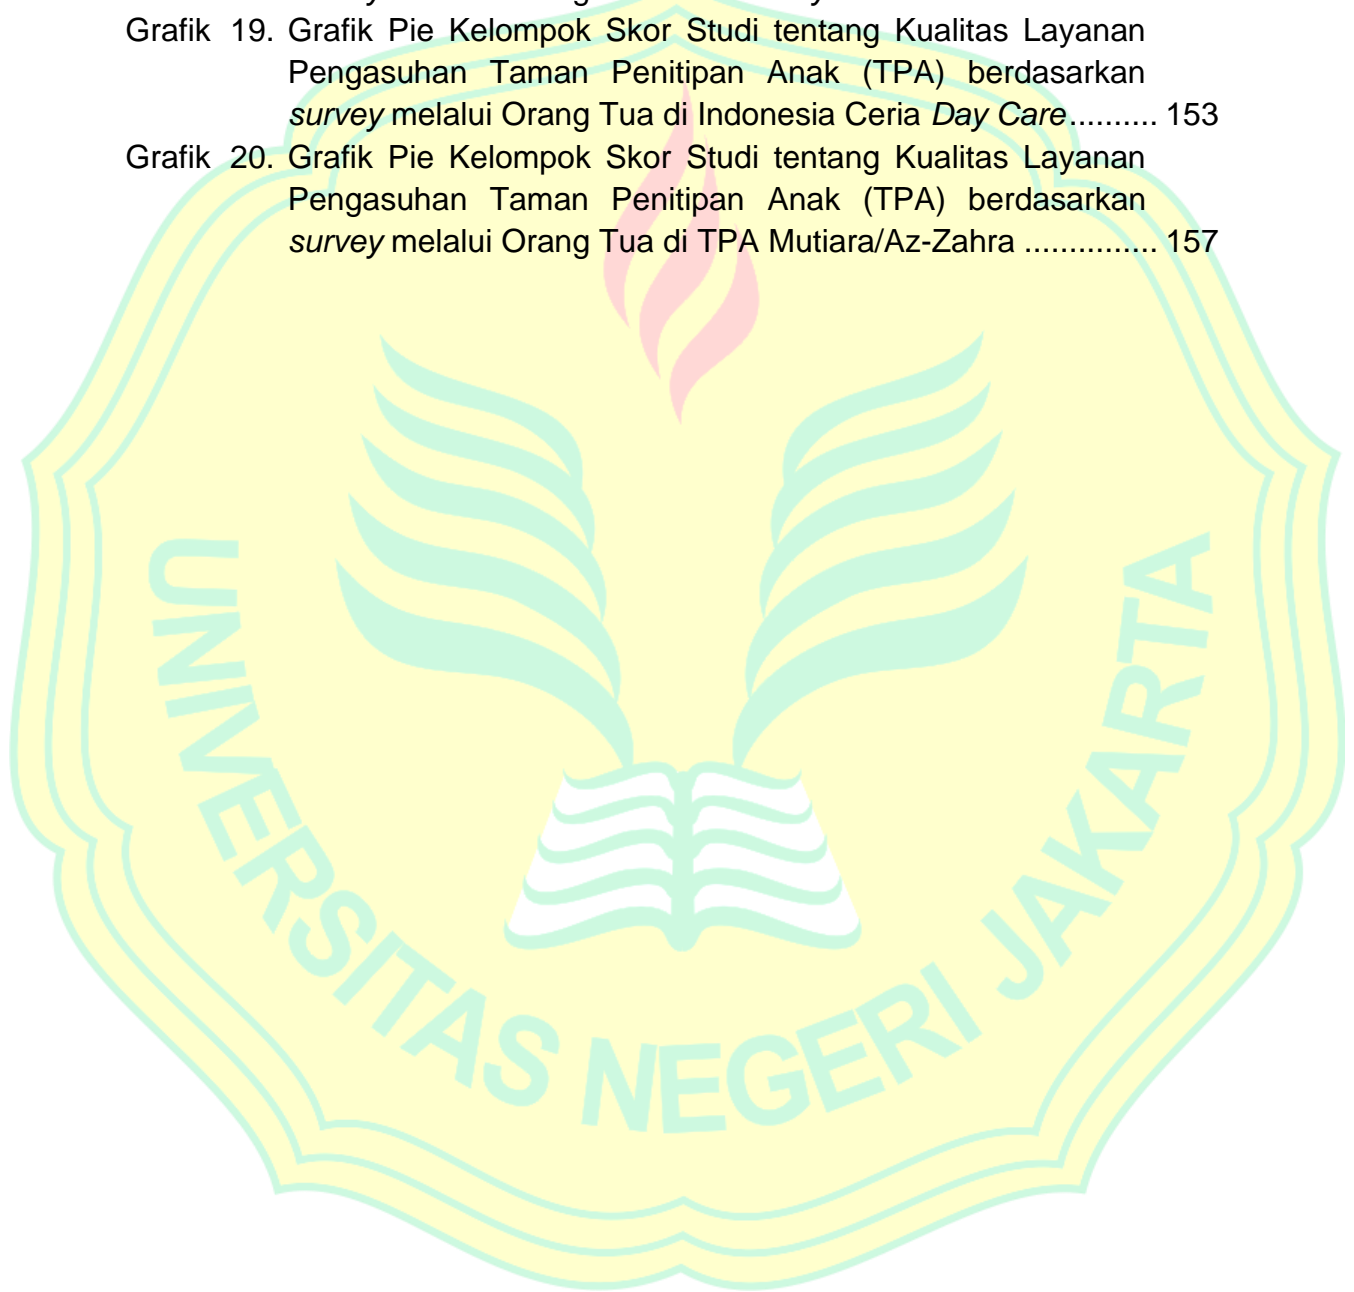 Grafik 19. Grafik Pie Kelompok Skor Studi tentang Kualitas Layanan
Pengasuhan Taman Penitipan Anak (TPA) berdasarkan
survey melalui Orang Tua di Indonesia Ceria Day Care.......... 153
Grafik 20. Grafik Pie Kelompok Skor Studi tentang Kualitas Layanan
Pengasuhan Taman Penitipan Anak (TPA) berdasarkan
survey melalui Orang Tua di TPA Mutiara/Az-Zahra ............... 157
UNIVERSITAS NEGERI JAKARTA